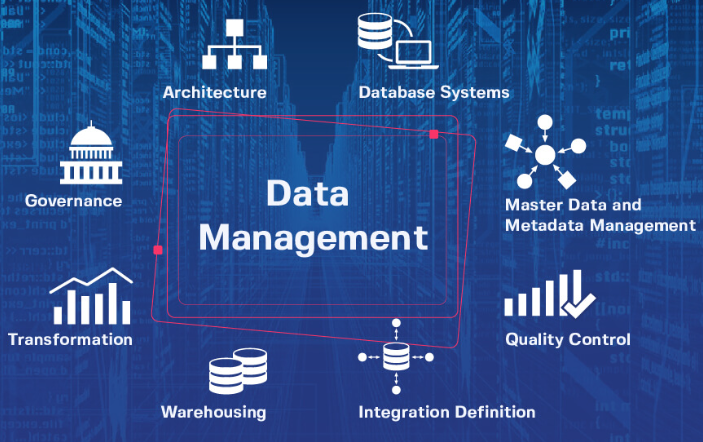 Architecture
Database Systems
Governance
Data
Management
Master Data and
Metadata Management
Transformation
Quality Control
Warehousing
Integration Definition